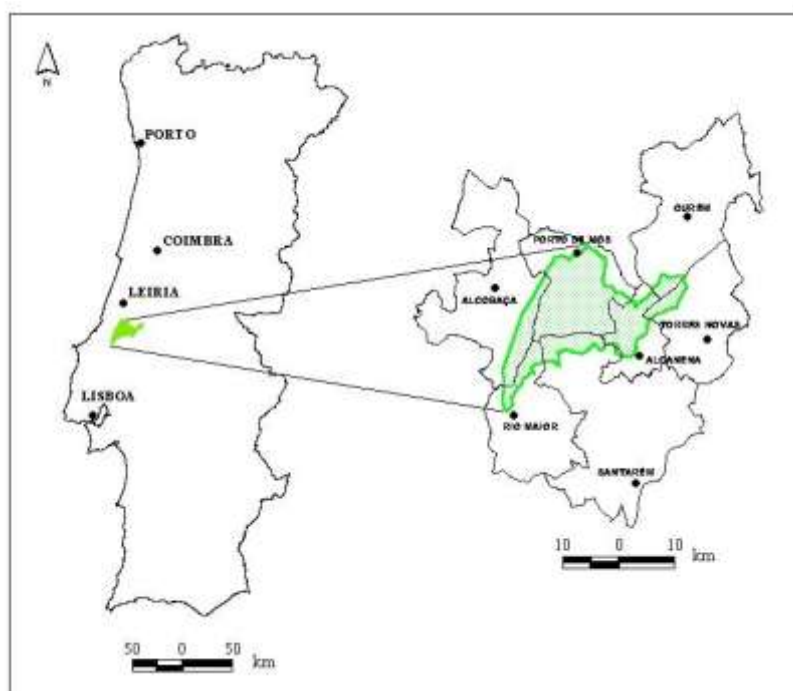 N
PORTO
COIMBRA
LEIRIA
LISBOA
50 0 50
km
OURÉM
PORTO DE MÓS
ALCOBAÇA
TORRES NOVAS
ALCANENA
RIO MAIOR
SANTARÉM
10 0 10
km